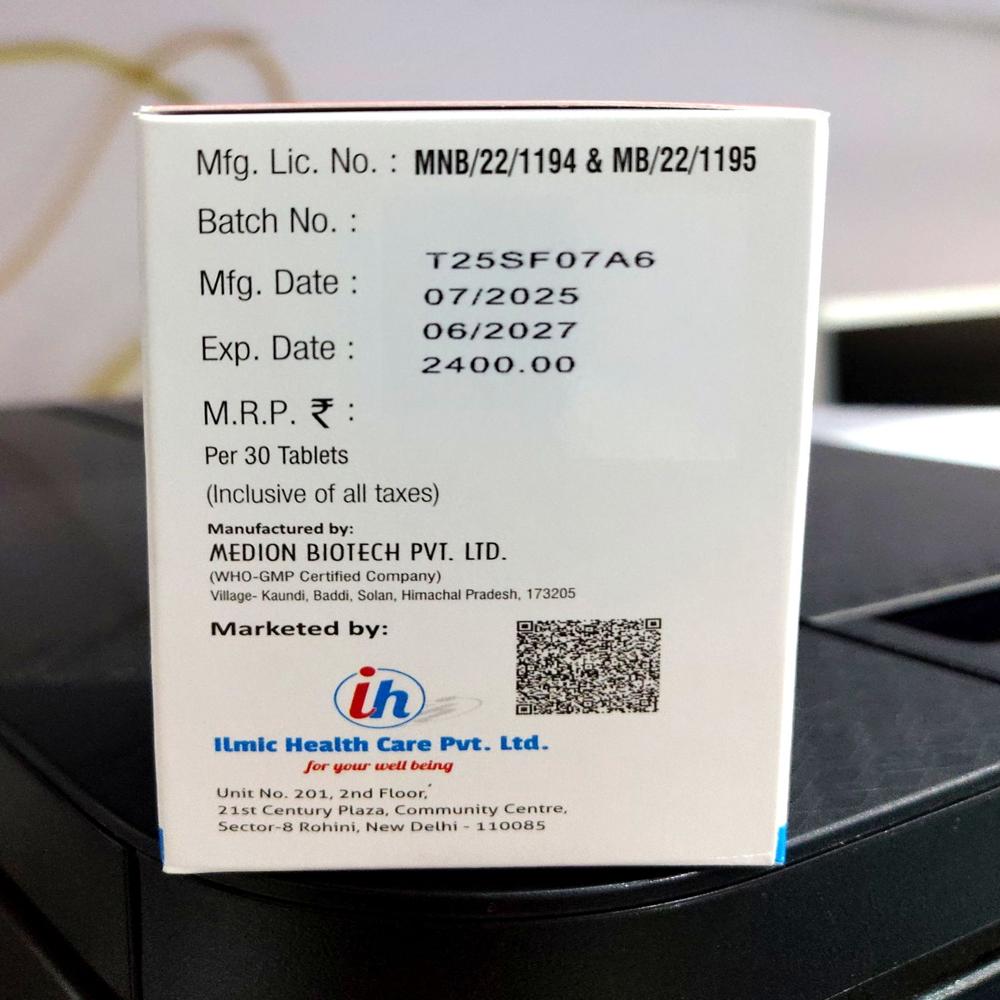 Mfg. Lic. No. : MNB/22/1194 & MB/22/1195
Batch No. :
T25SF07A6
Mfg. Date :
07/2025
06/2027
Exp. Date :
2400.00
M.R.P. ₹ :
Per 30 Tablets
(Inclusive of all taxes)
Manufactured by:
MEDION BIOTECH PVT. LTD.
(WHO-GMP Certified Company)
Village- Kaundi, Baddi, Solan, Himachal Pradesh, 173205
Marketed by:
ih
Ilmic Health Care Pvt. Ltd.
for your well being
Unit No. 201, 2nd Floor,
21st Century Plaza, Community Centre,
Sector-8 Rohini, New Delhi - 110085